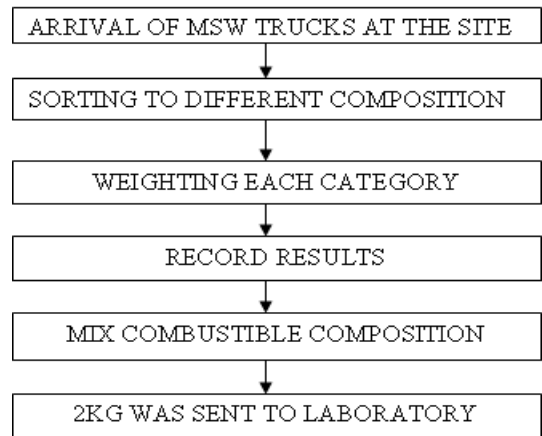 ARRIVAL OF MSW TRUCKS AT THE SITE
SORTING TO DIFFERENT COMPOSITION
WEIGHTING EACH CATEGORY
RECORD RESULTS
MIX COMBUSTIBLE COMPOSITION
2KG WAS SENT TO LABORATORY